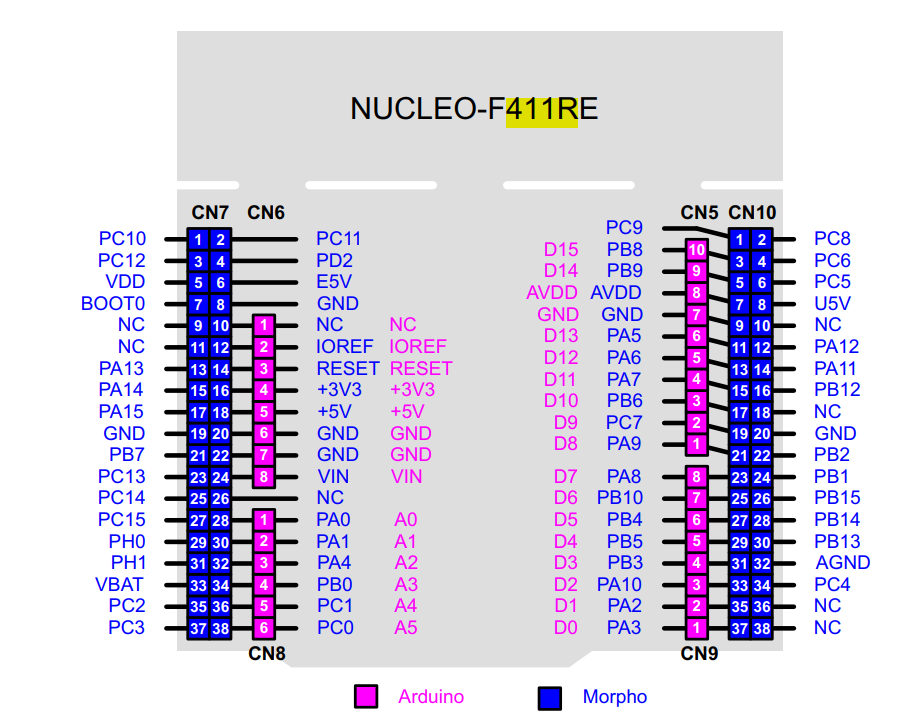 NUCLEO-F411RE
CN7 CN6 CN5 CN10
PC9
PC10 1 2 PC11 D15 PB8 10 1 2 PC8
PC12 3 4 PD2 D14 PB9 9 3 4 PC6
VDD 5 6 E5V AVDD AVDD 8 5 6 PC5
BOOT0 7 8 GND GND GND 7 7 8 U5V
NC 9 10 1 NC NC D13 PA5 6 9 10 NC
NC 11 12 2 IOREF IOREF D12 PA6 5 11 12 PA12
PA13 13 14 3 RESET RESET D11 PA7 4 13 14 PA11
PA14 15 16 4 +3V3 +3V3 D10 PB6 3 15 16 PB12
PA15 17 18 5 +5V +5V D9 PC7 2 17 18 NC
GND 19 20 6 GND GND D8 PA9 1 19 20 GND
PB7 21 22 7 GND GND 21 22 PB2
PC13 23 24 8 VIN VIN D7 PA8 8 23 24 PB1
PC14 25 26 NC D6 PB10 7 25 26 PB15
PC15 27 28 1 PA0 A0 D5 PB4 6 27 28 PB14
PH0 29 30 2 PA1 A1 D4 PB5 5 29 30 PB13
PH1 31 32 3 PA4 A2 D3 PB3 4 31 32 AGND
VBAT 33 34 4 PB0 A3 D2 PA10 3 33 34 PC4
PC2 35 36 5 PC1 A4 D1 PA2 2 35 36 NC
PC3 37 38 6 PC0 A5 D0 PA3 1 37 38 NC
CN8 CN9
Arduino Morpho